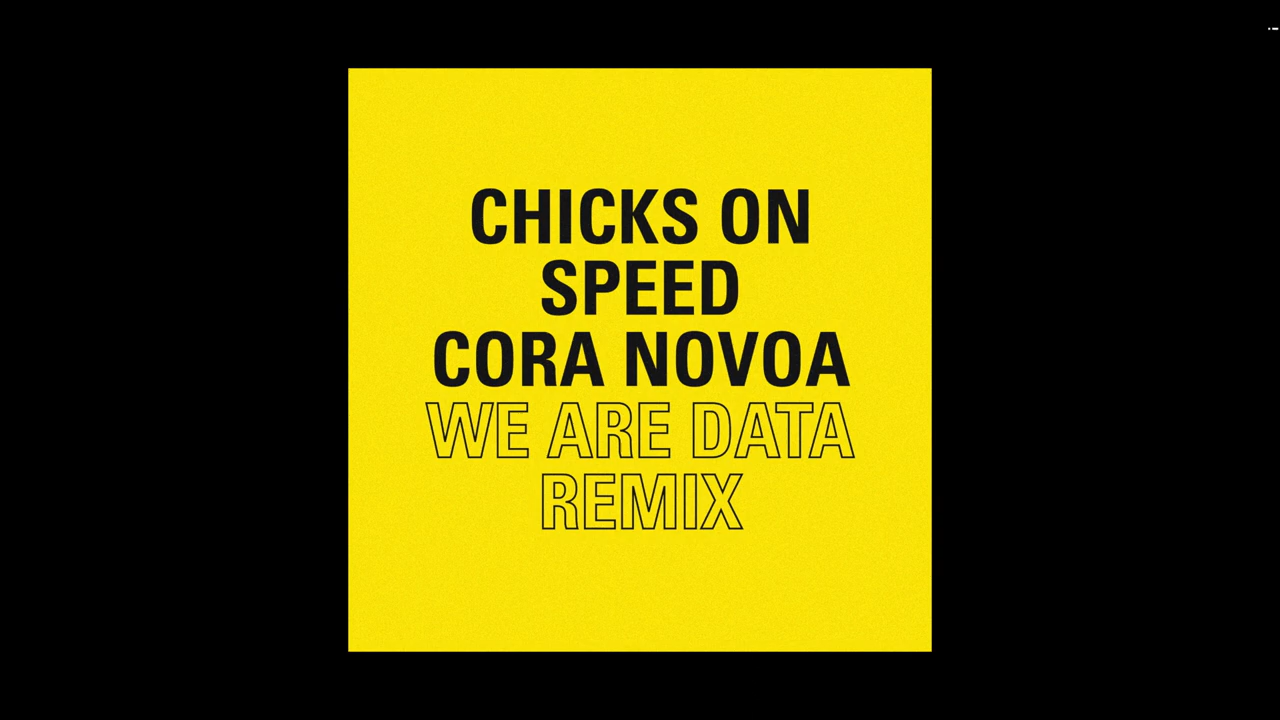 CHICKS ON
SPEED
CORA NOVOA
WE ARE DATA
REMIX